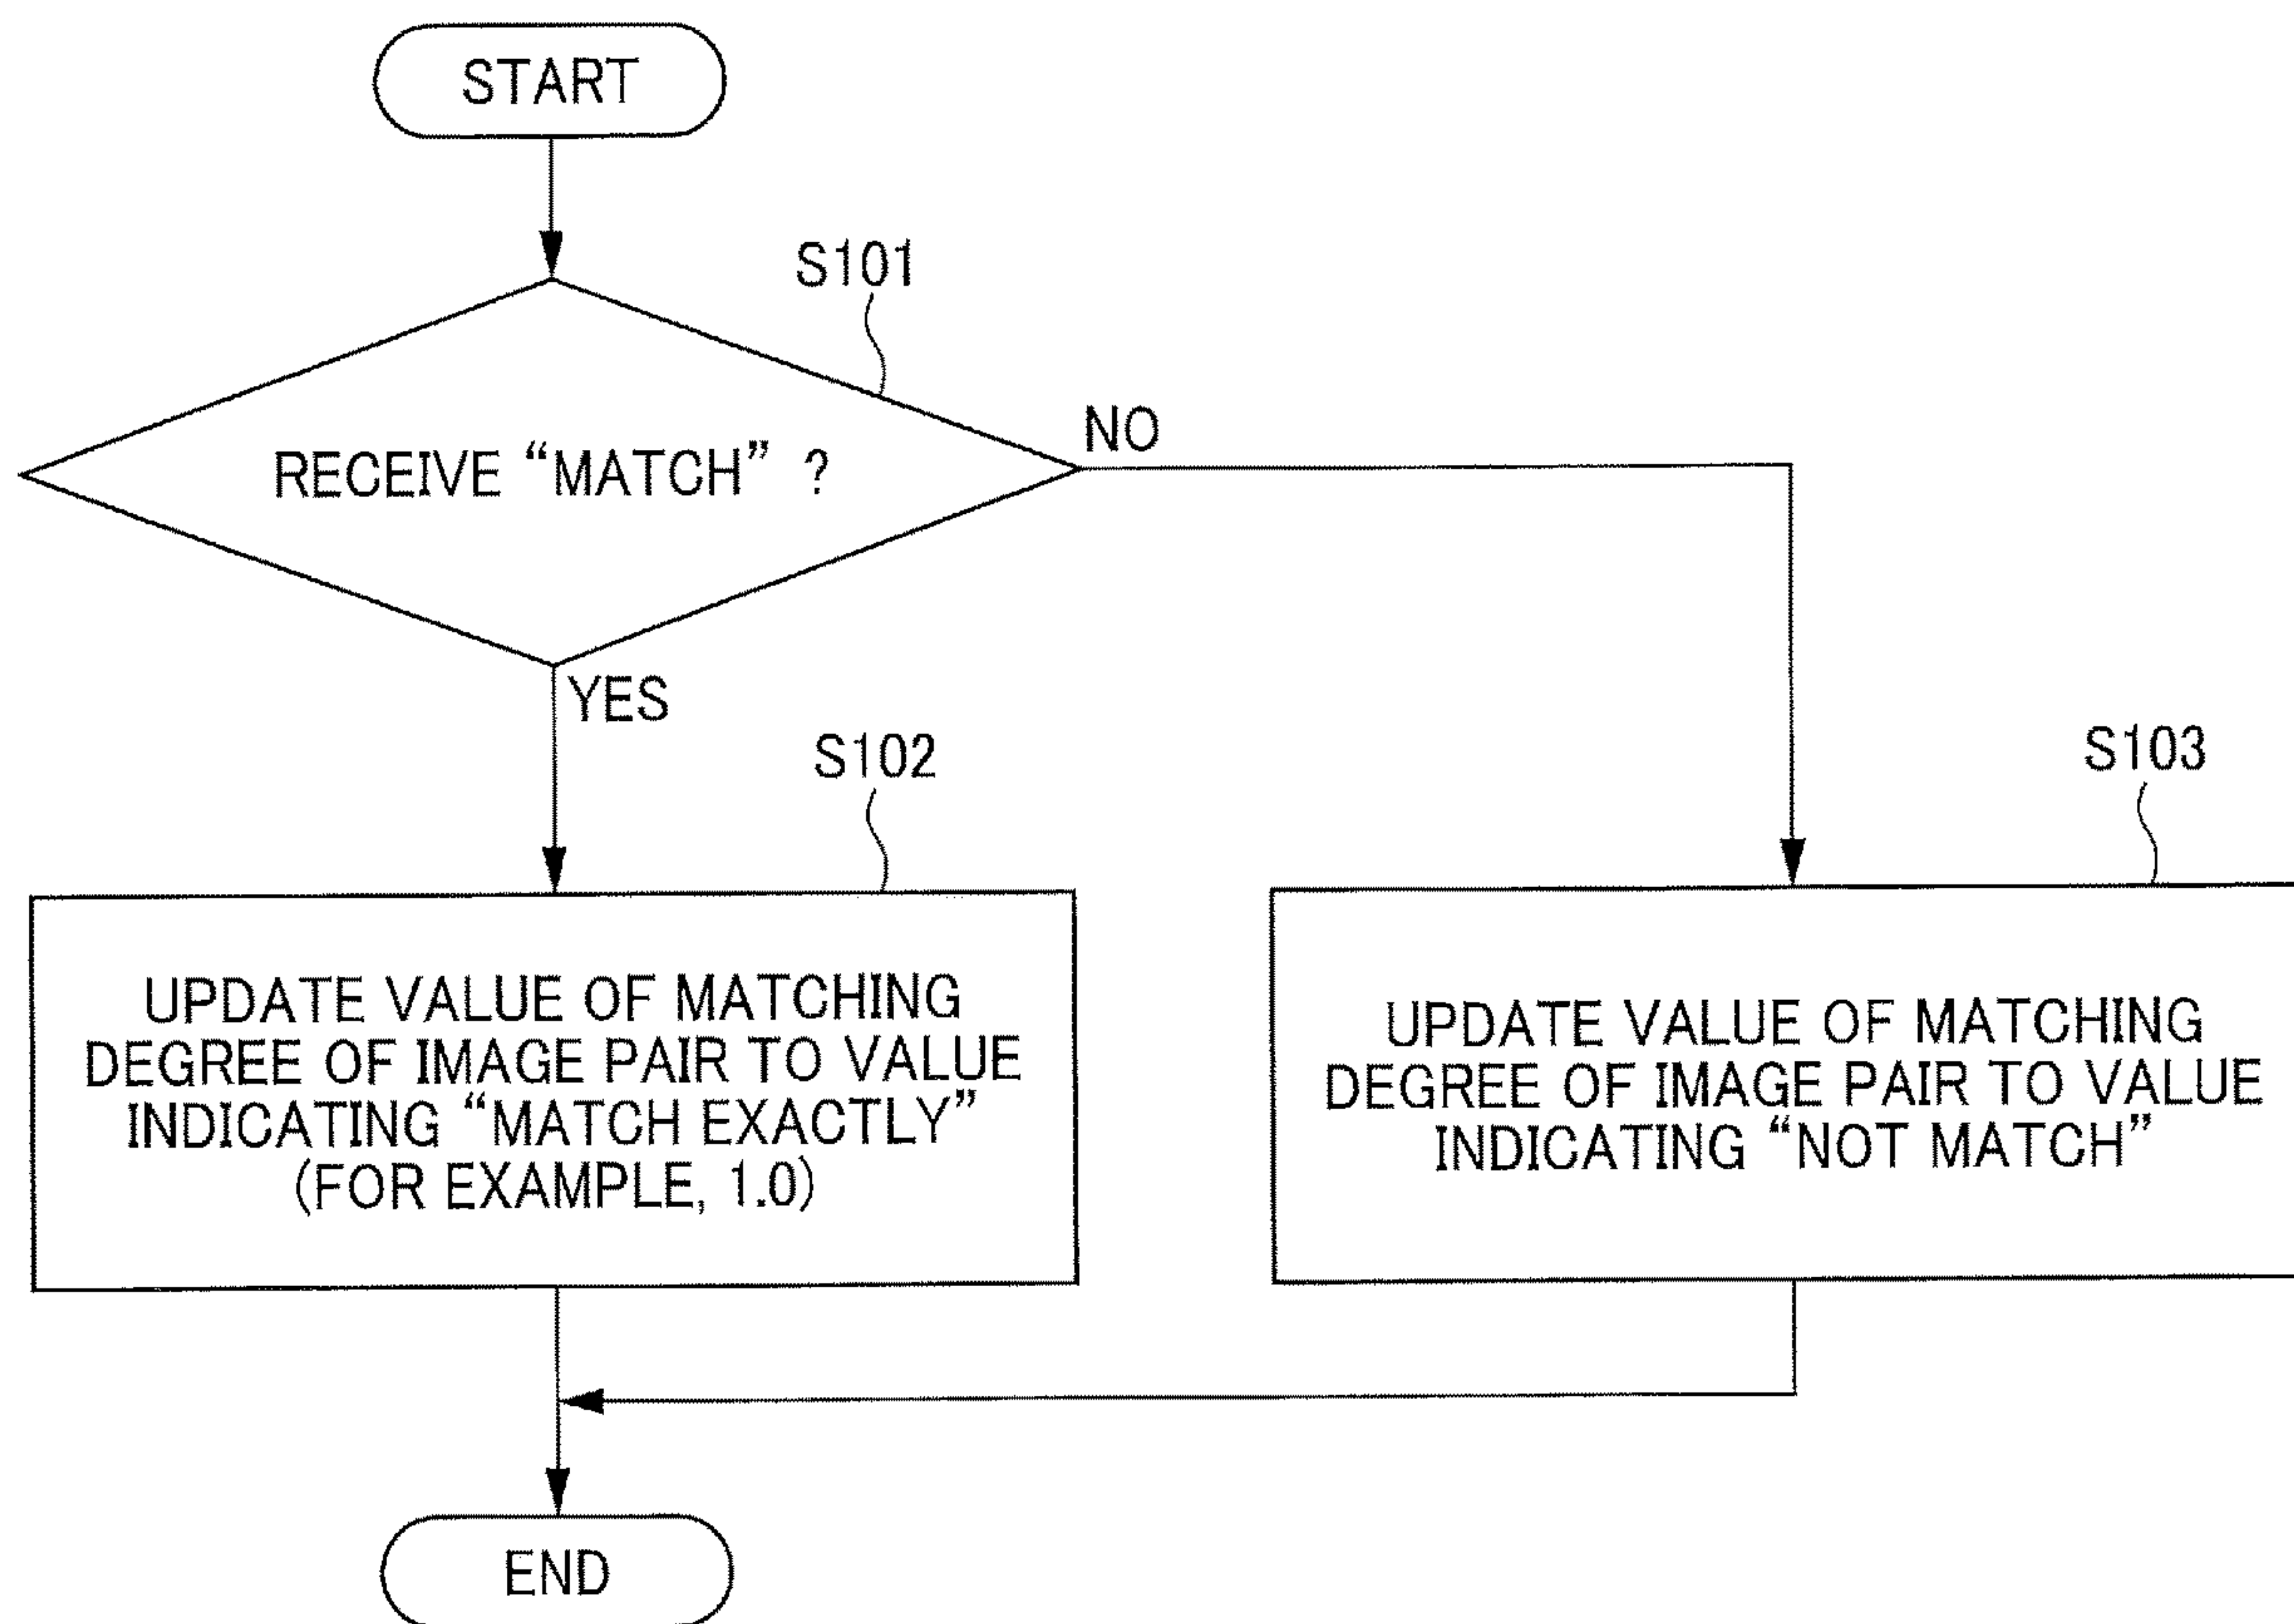 START
S101
RECEIVE “MATCH” ?
NO
YES
S102
S103
UPDATE VALUE OF MATCHING
DEGREE OF IMAGE PAIR TO VALUE
INDICATING “MATCH EXACTLY”
(FOR EXAMPLE, 1.0)
UPDATE VALUE OF MATCHING
DEGREE OF IMAGE PAIR TO VALUE
INDICATING “NOT MATCH”
END